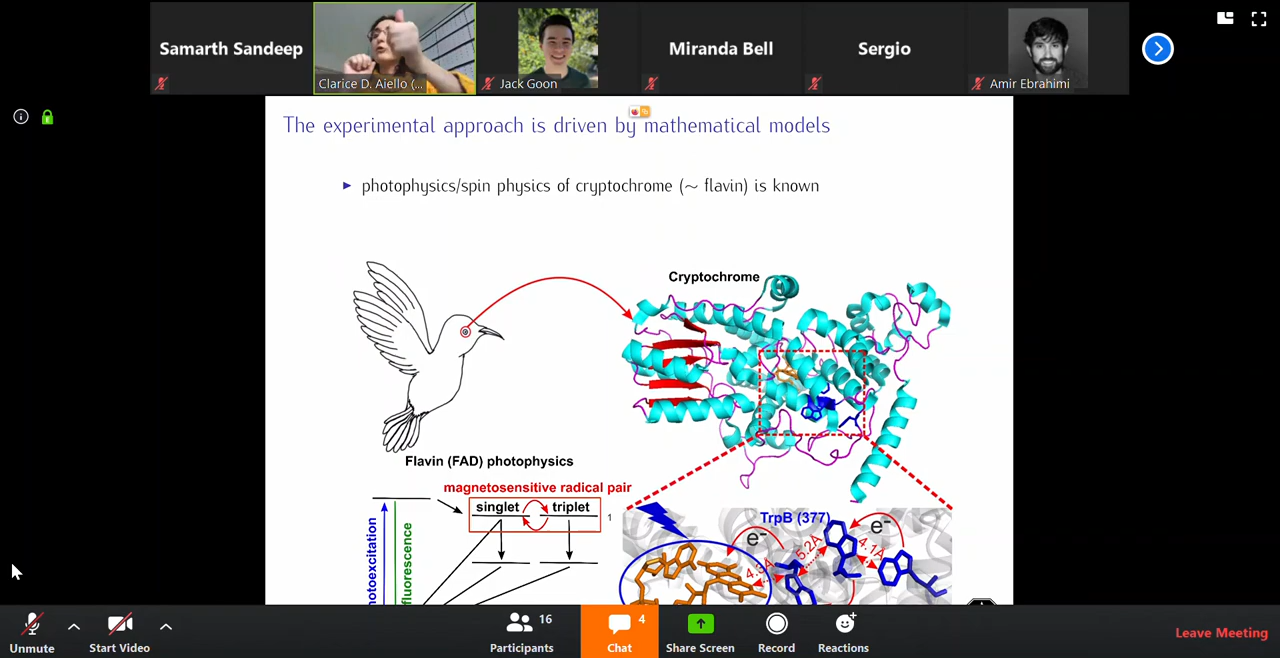 Samarth Sandeep
Clarice D. Aiello (...
Jack Goon
Miranda Bell
Sergio
Amir Ebrahimi
The experimental approach is driven by mathematical models
► photophysics/spin physics of cryptochrome (~ flavin) is known
Cryptochrome
Flavin (FAD) photophysics
magnetosensitive radical pair
singlet
triplet
1
hotoexcitation
fluorescence
TrpB (377)
e-
e-
4.3Å
5.2Å
4.1Å
Unmute
Start Video
Participants
16
Chat
4
Share Screen
Record
Reactions
Leave Meeting